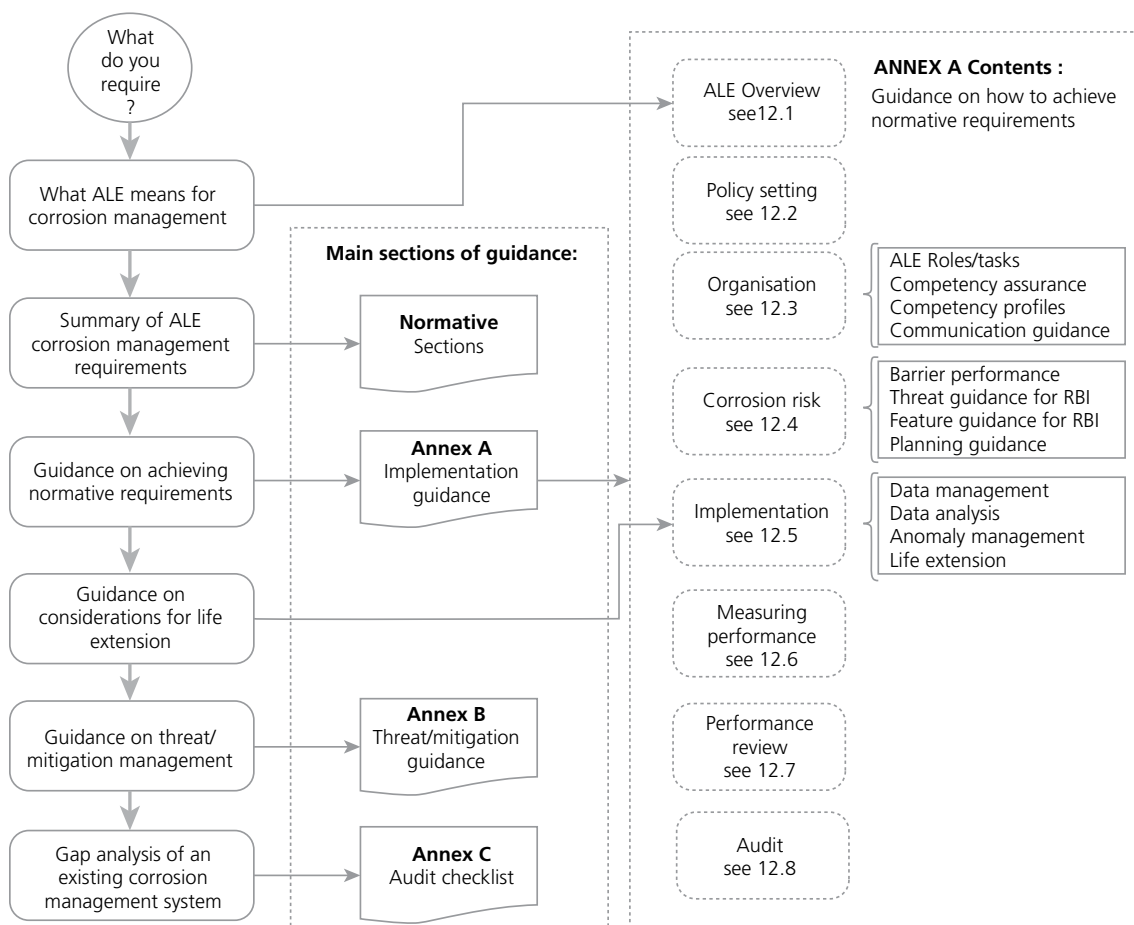 What
do you
require
?
What ALE means for
corrosion management
Summary of ALE
corrosion management
requirements
Guidance on achieving
normative requirements
Guidance on
considerations for life
extension
Guidance on threat/
mitigation management
Gap analysis of an
existing corrosion
management system
Main sections of guidance:
Normative
Sections
Annex A
Implementation
guidance
Annex B
Threat/mitigation
guidance
Annex C
Audit checklist
ANNEX A Contents :
Guidance on how to achieve
normative requirements
ALE Overview
see12.1
Policy setting
see 12.2
Organisation
see 12.3
ALE Roles/tasks
Competency assurance
Competency profiles
Communication guidance
Corrosion risk
see 12.4
Barrier performance
Threat guidance for RBI
Feature guidance for RBI
Planning guidance
Implementation
see 12.5
Data management
Data analysis
Anomaly management
Life extension
Measuring
performance
see 12.6
Performance
review
see 12.7
Audit
see 12.8